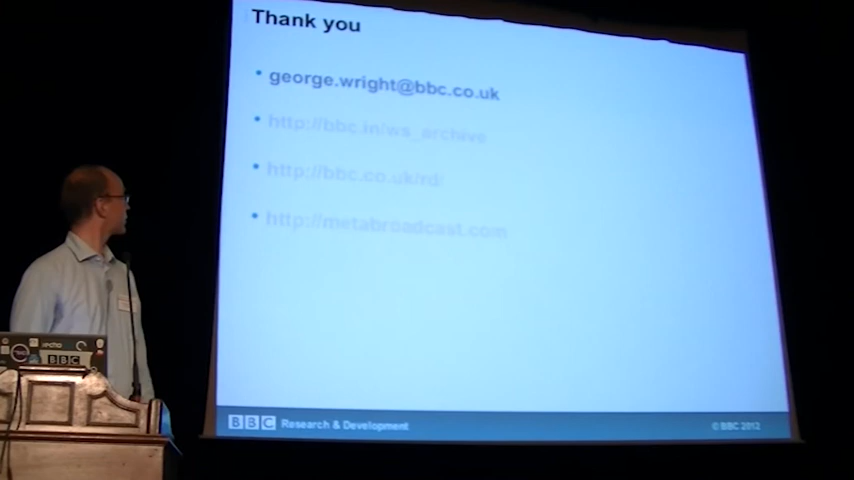 Thank you
george.wright@bbc.co.uk
http://bbc.in/ws_archive
http://bbc.co.uk/rd/
http://metabroadcast.com
BBC Research & Development
© BBC 2012
BBC